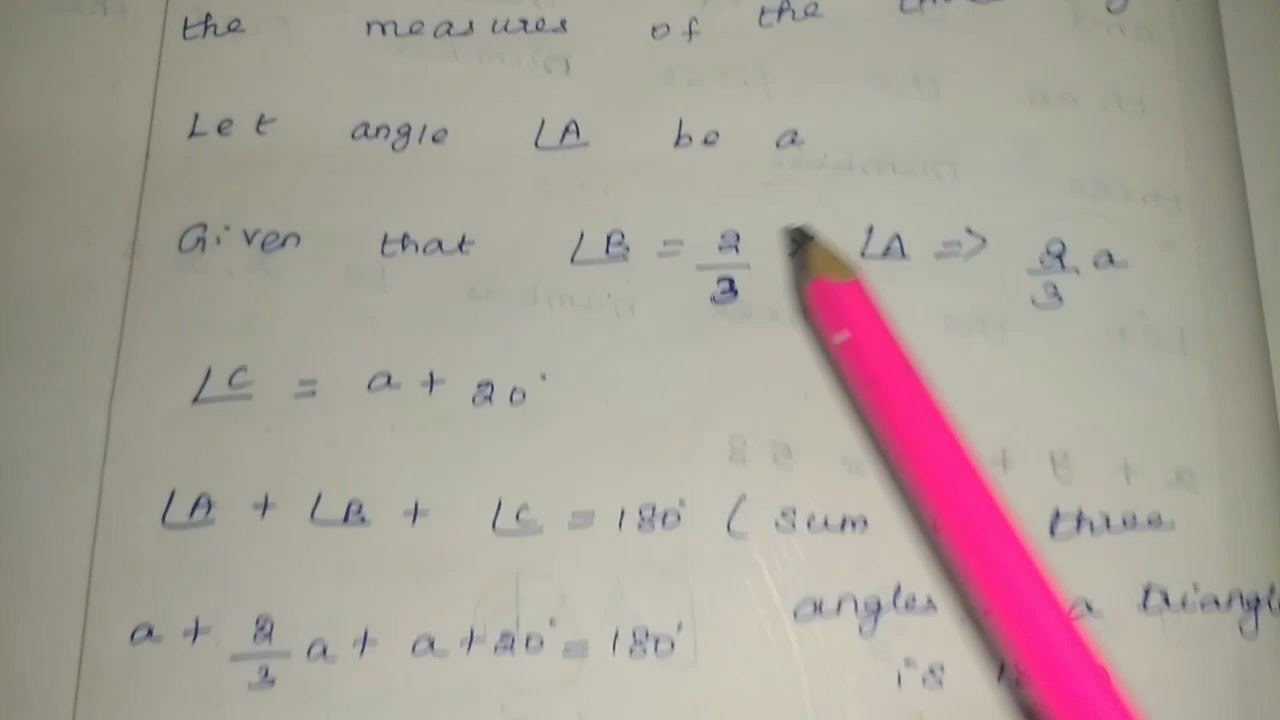 the measures of the
Let angle ∠A be a
Given that ∠B = 2/3 ∠A => 2/3 a
∠C = a + 20°
∠A + ∠B + ∠C = 180° ( sum three
a + 2/3 a + a + 20° = 180° angles a triangle
is